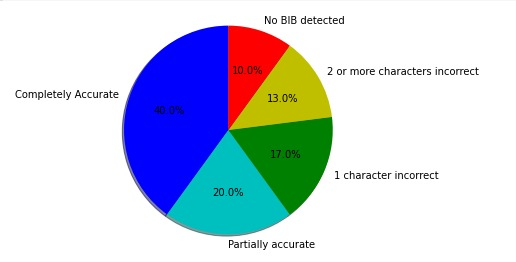 No BIB detected
2 or more characters incorrect
10.0%
Completely Accurate
13.0%
40.0%
17.0%
1 character incorrect
20.0%
Partially accurate